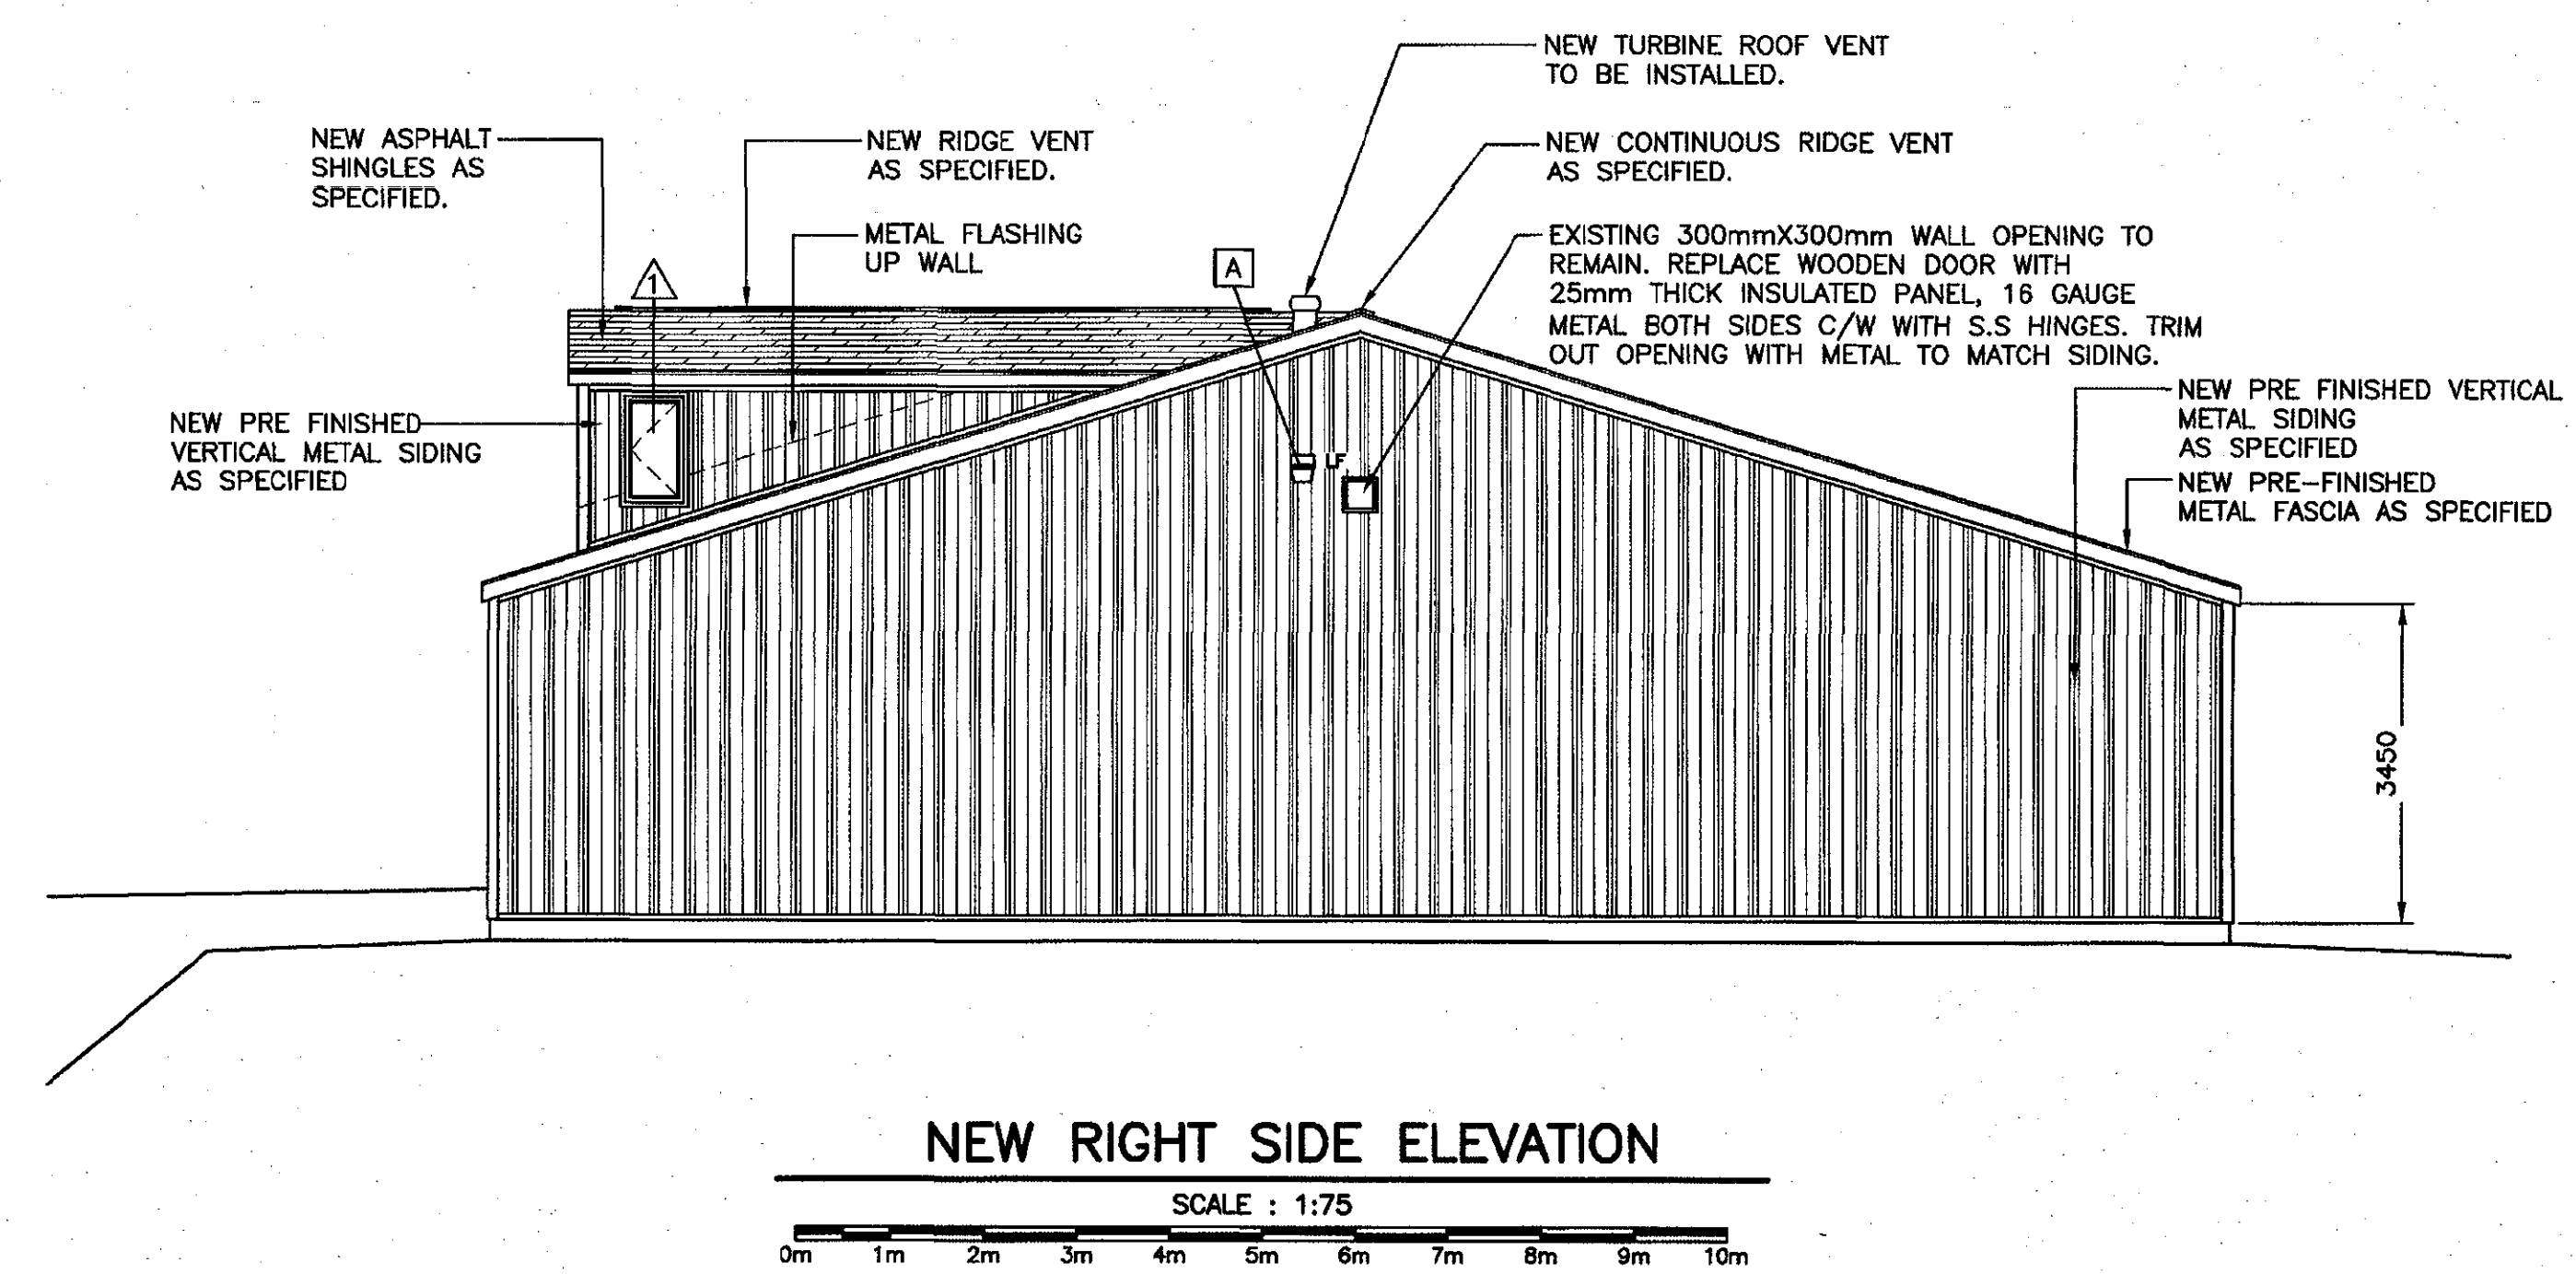 NEW TURBINE ROOF VENT
TO BE INSTALLED.
NEW ASPHALT
SHINGLES AS
SPECIFIED.
NEW RIDGE VENT
AS SPECIFIED.
NEW CONTINUOUS RIDGE VENT
AS SPECIFIED.
METAL FLASHING
UP WALL
1
A
EXISTING 300mmX300mm WALL OPENING TO
REMAIN. REPLACE WOODEN DOOR WITH
25mm THICK INSULATED PANEL, 16 GAUGE
METAL BOTH SIDES C/W WITH S.S HINGES. TRIM
OUT OPENING WITH METAL TO MATCH SIDING.
NEW PRE FINISHED
VERTICAL METAL SIDING
AS SPECIFIED
LF
NEW PRE FINISHED VERTICAL
METAL SIDING
AS SPECIFIED
NEW PRE-FINISHED
METAL FASCIA AS SPECIFIED
3450
NEW RIGHT SIDE ELEVATION
SCALE : 1:75
0m 1m 2m 3m 4m 5m 6m 7m 8m 9m 10m